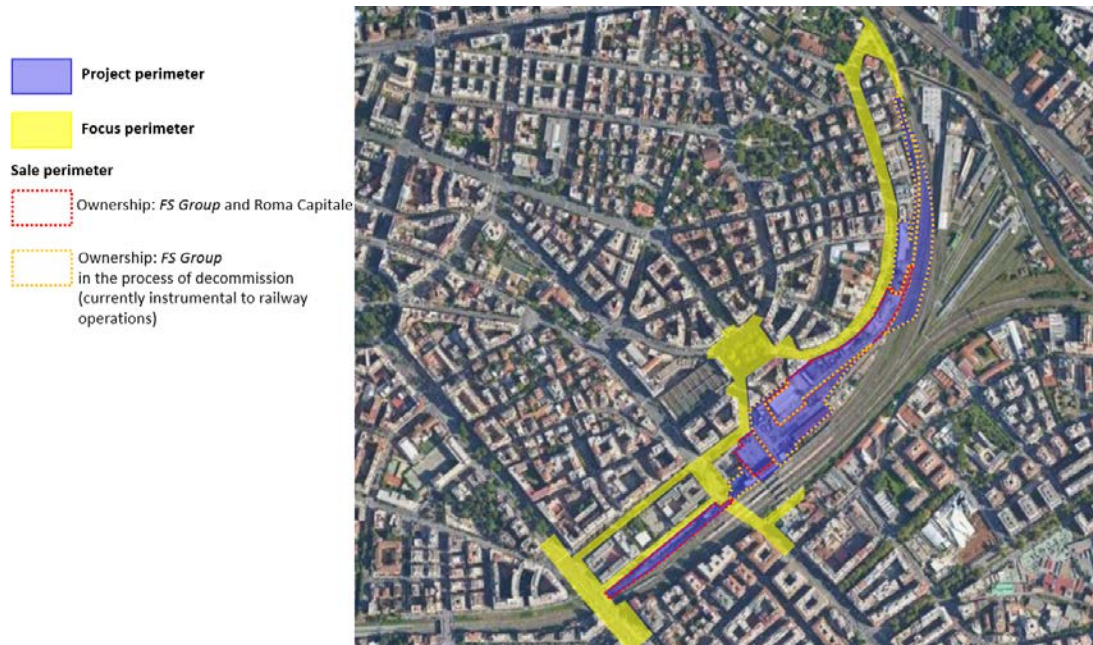 Project perimeter
Focus perimeter
Sale perimeter
Ownership: FS Group and Roma Capitale
Ownership: FS Group
in the process of decommission
(currently instrumental to railway
operations)